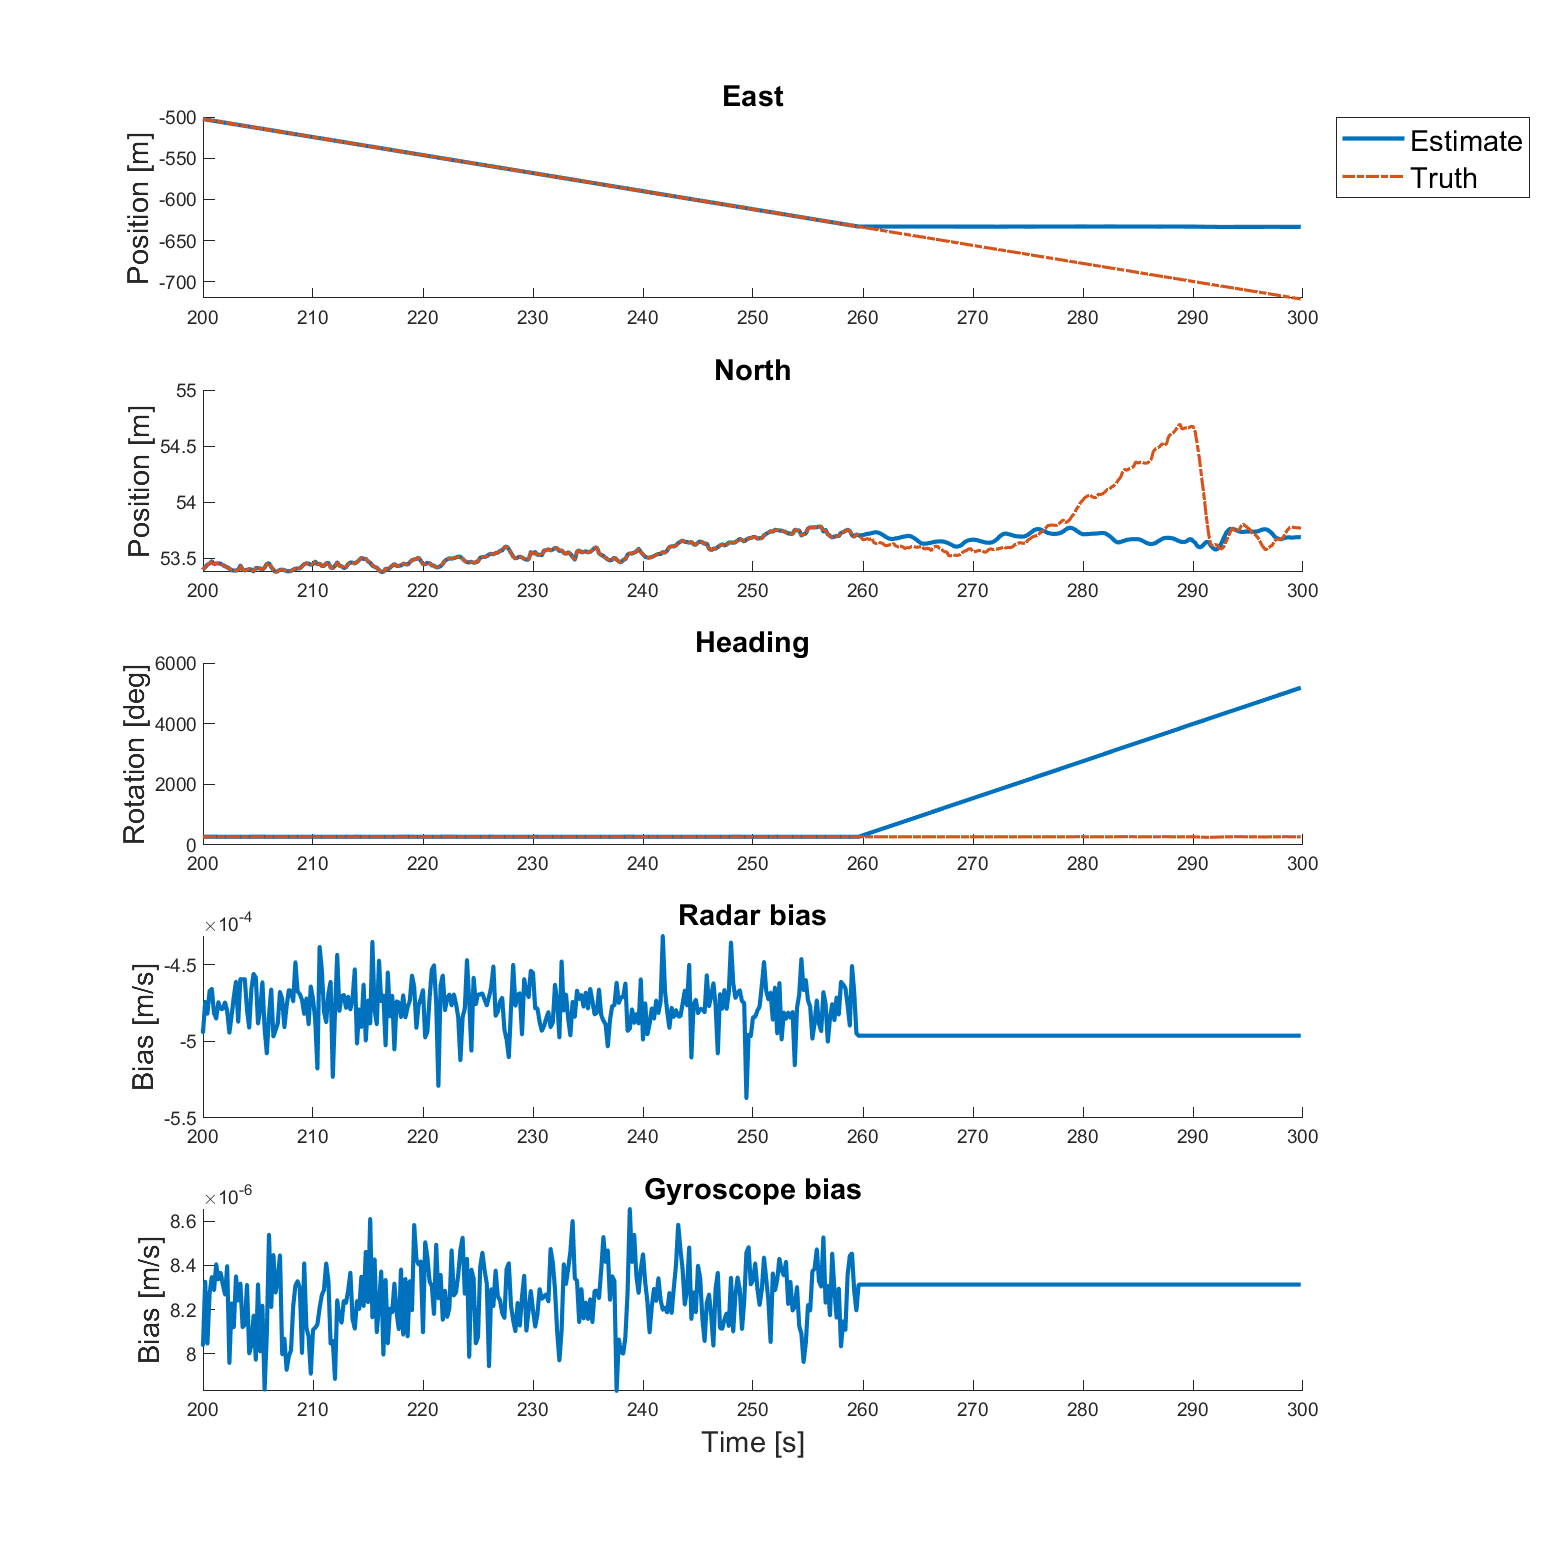 East
Position [m]
-500
-550
-600
-650
-700
200 210 220 230 240 250 260 270 280 290 300
Estimate
Truth
North
Position [m]
55
54.5
54
53.5
200 210 220 230 240 250 260 270 280 290 300
Heading
Rotation [deg]
6000
4000
2000
0
200 210 220 230 240 250 260 270 280 290 300
Radar bias
×10-4
Bias [m/s]
-4.5
-5
-5.5
200 210 220 230 240 250 260 270 280 290 300
Gyroscope bias
×10-6
Bias [m/s]
8.6
8.4
8.2
8
200 210 220 230 240 250 260 270 280 290 300
Time [s]